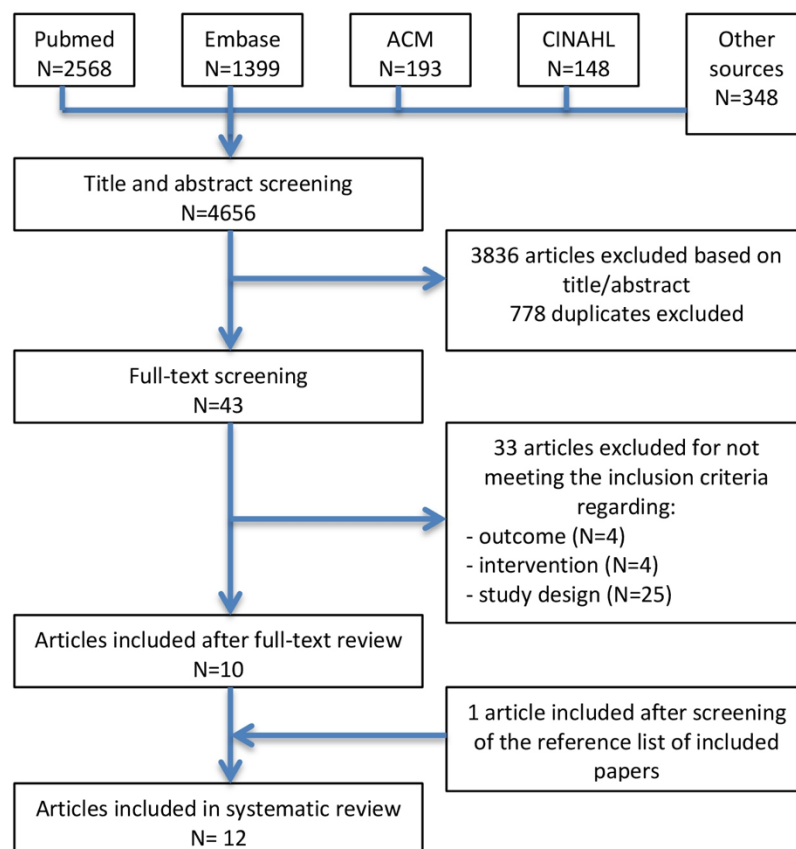 Pubmed
N=2568
Embase
N=1399
ACM
N=193
CINAHL
N=148
Other
sources
N=348
Title and abstract screening
N=4656
3836 articles excluded based on
title/abstract
778 duplicates excluded
Full-text screening
N=43
33 articles excluded for not
meeting the inclusion criteria
regarding:
- outcome (N=4)
- intervention (N=4)
- study design (N=25)
Articles included after full-text review
N=10
1 article included after screening
of the reference list of included
papers
Articles included in systematic review
N= 12